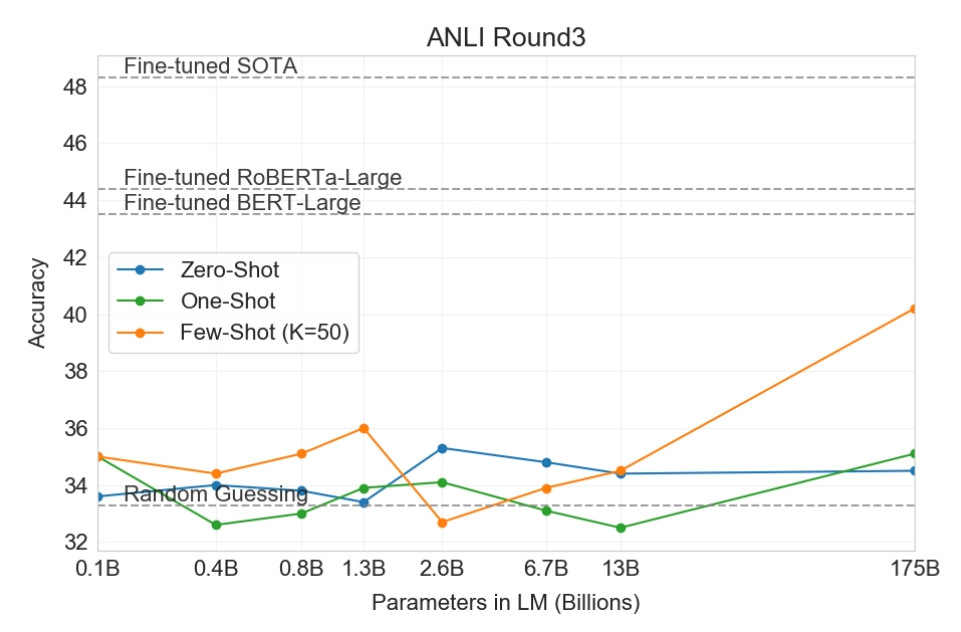 ANLI Round3
Fine-tuned SOTA
48
46
Fine-tuned RoBERTa-Large
44
Fine-tuned BERT-Large
42
Zero-Shot
One-Shot
Few-Shot (K=50)
Accuracy
40
38
36
34
Random Guessing
32
0.1B 0.4B 0.8B 1.3B 2.6B 6.7B 13B 175B
Parameters in LM (Billions)